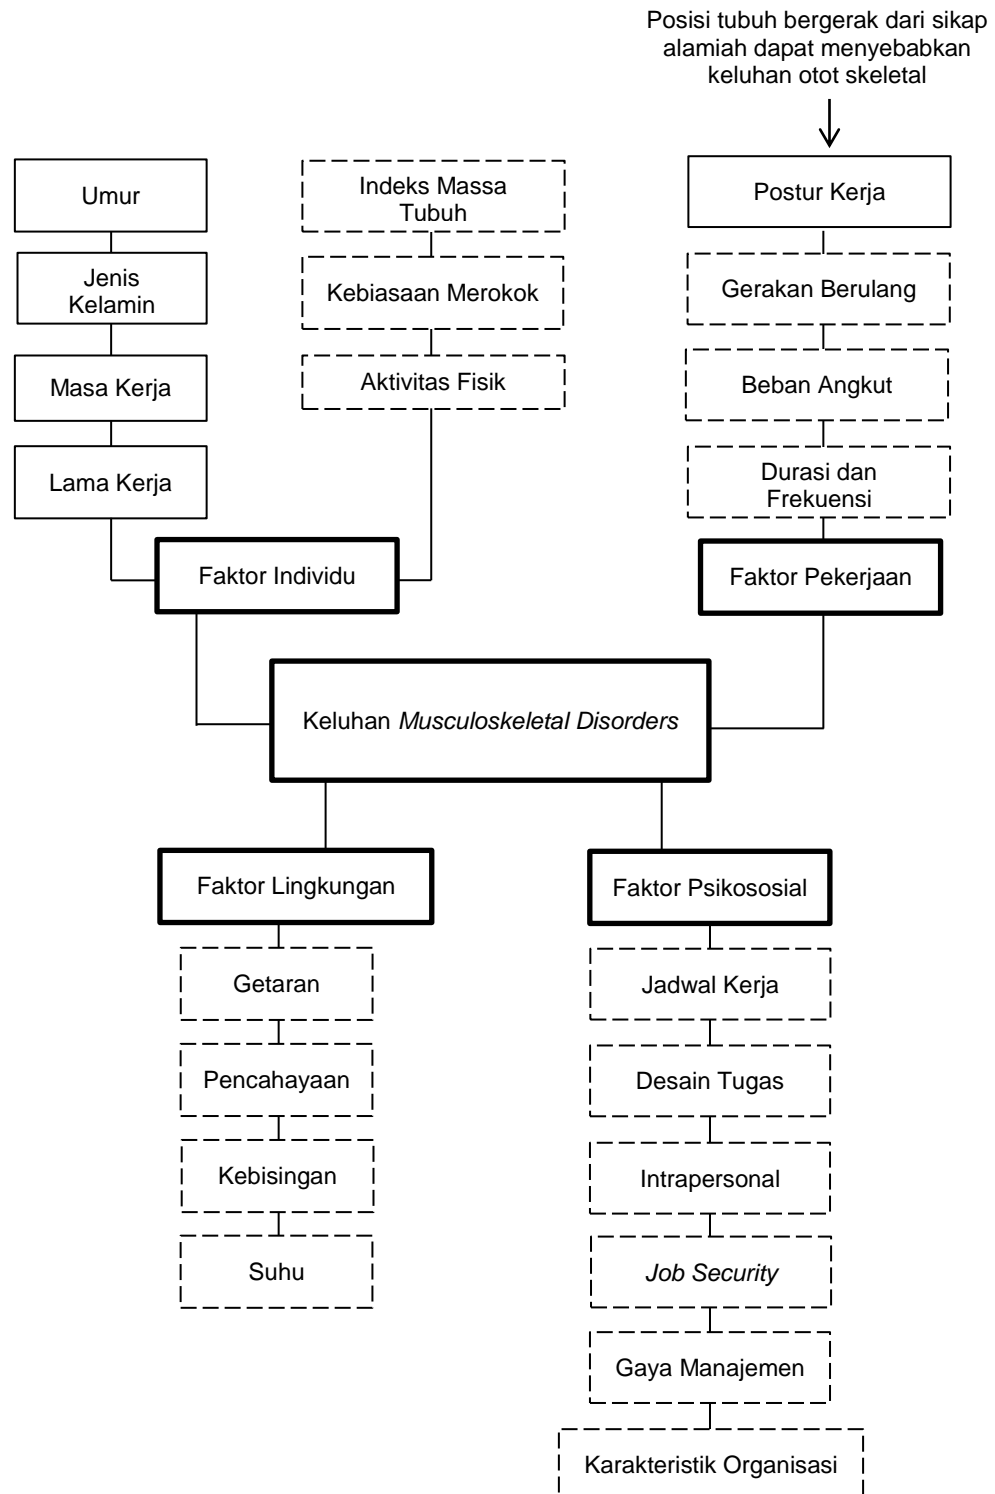 Posisi tubuh bergerak dari sikap
alamiah dapat menyebabkan
keluhan otot skeletal
Umur
Indeks Massa
Tubuh
Postur Kerja
Jenis
Kelamin
Kebiasaan Merokok
Gerakan Berulang
Masa Kerja
Aktivitas Fisik
Beban Angkut
Lama Kerja
Durasi dan
Frekuensi
Faktor Individu
Faktor Pekerjaan
Keluhan Musculoskeletal Disorders
Faktor Lingkungan
Faktor Psikososial
Getaran
Jadwal Kerja
Pencahayaan
Desain Tugas
Kebisingan
Intrapersonal
Suhu
Job Security
Gaya Manajemen
Karakteristik Organisasi